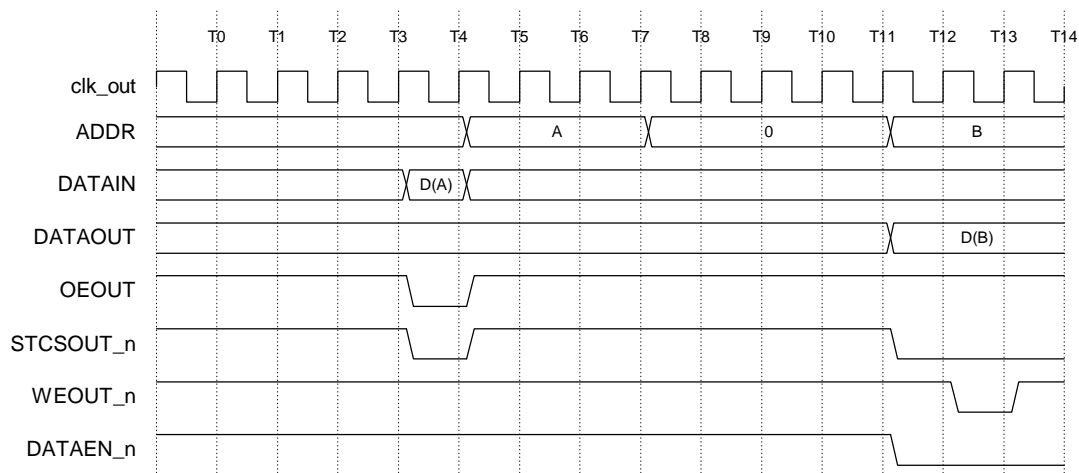 T0 T1 T2 T3 T4 T5 T6 T7 T8 T9 T10 T11 T12 T13 T14
clk_out
ADDR A 0 B
DATAIN D(A)
DATAOUT D(B)
OEOUT
STCSOUT_n
WEOUT_n
DATAEN_n